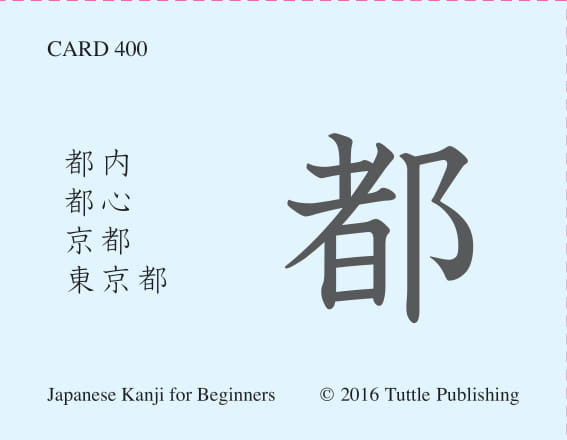 CARD 400
都内
都心
京都
東京都
都
Japanese Kanji for Beginners
© 2016 Tuttle Publishing